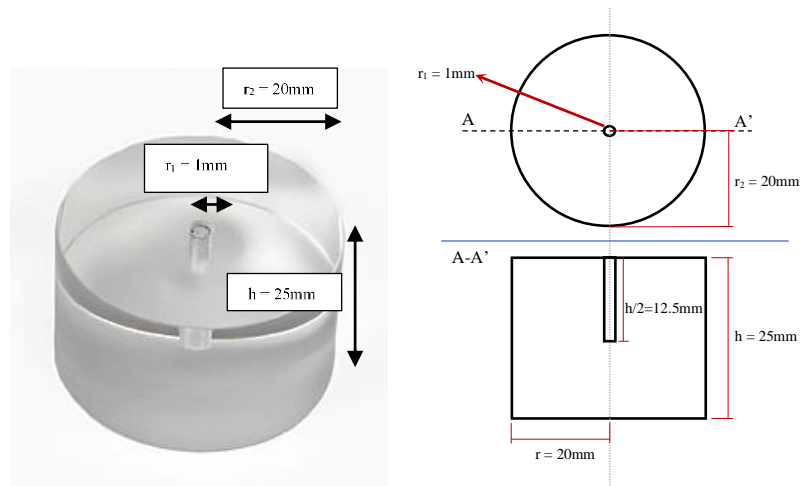 r₂ = 20mm
r₁ = 1mm
h = 25mm
r₁ = 1mm
A
A’
r₂ = 20mm
A-A’
h/2=12.5mm
h = 25mm
r = 20mm